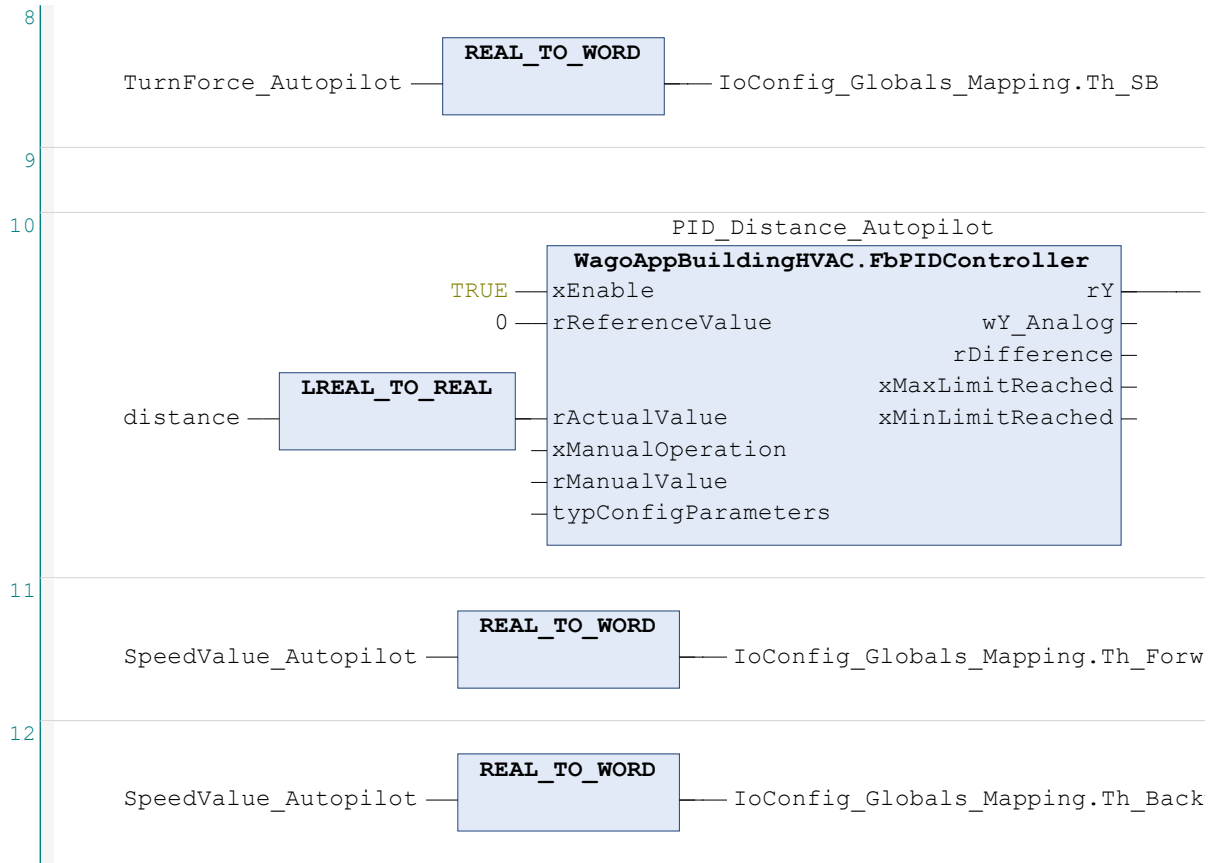 8
REAL_TO_WORD
TurnForce_Autopilot IoConfig_Globals_Mapping.Th_SB
9
10
PID_Distance_Autopilot
WagoAppBuildingHVAC.FbPIDController
TRUE xEnable rY
0 rReferenceValue wY_Analog
rDifference
LREAL_TO_REAL xMaxLimitReached
distance rActualValue xMinLimitReached
xManualOperation
rManualValue
typConfigParameters
11
REAL_TO_WORD
SpeedValue_Autopilot IoConfig_Globals_Mapping.Th_Forw
12
REAL_TO_WORD
SpeedValue_Autopilot IoConfig_Globals_Mapping.Th_Back